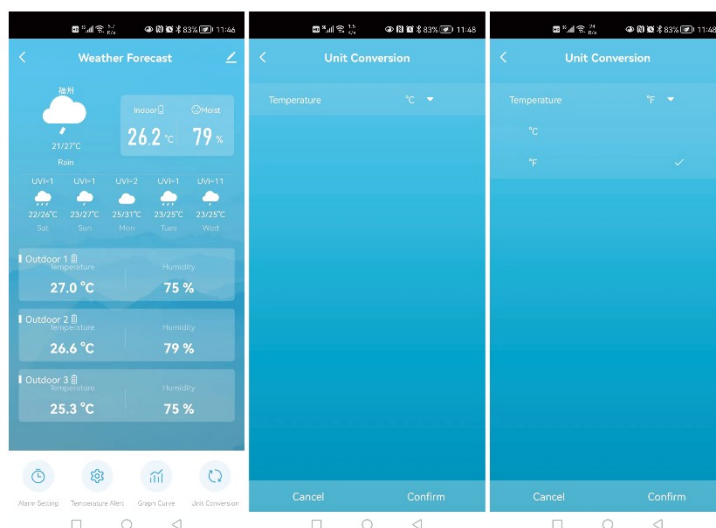 83% 11:46
Weather Forecast
福州
21/27°C
Rain
Indoor
Moist
26.2 °C
79 %
UVI=1 UVI=1 UVI=2 UVI=1 UVI=11
22/26°C 23/27°C 25/31°C 23/25°C 23/25°C
Sat Sun Mon Tues Wed
Outdoor 1
Temperature Humidity
27.0 °C 75 %
Outdoor 2
Temperature Humidity
26.6 °C 79 %
Outdoor 3
Temperature Humidity
25.3 °C 75 %
Alarm Setting Temperature Alert Graph Curve Unit Conversion
83% 11:48
Unit Conversion
Temperature °C
Cancel Confirm
83% 11:48
Unit Conversion
Temperature °F
°C
°F
Cancel Confirm